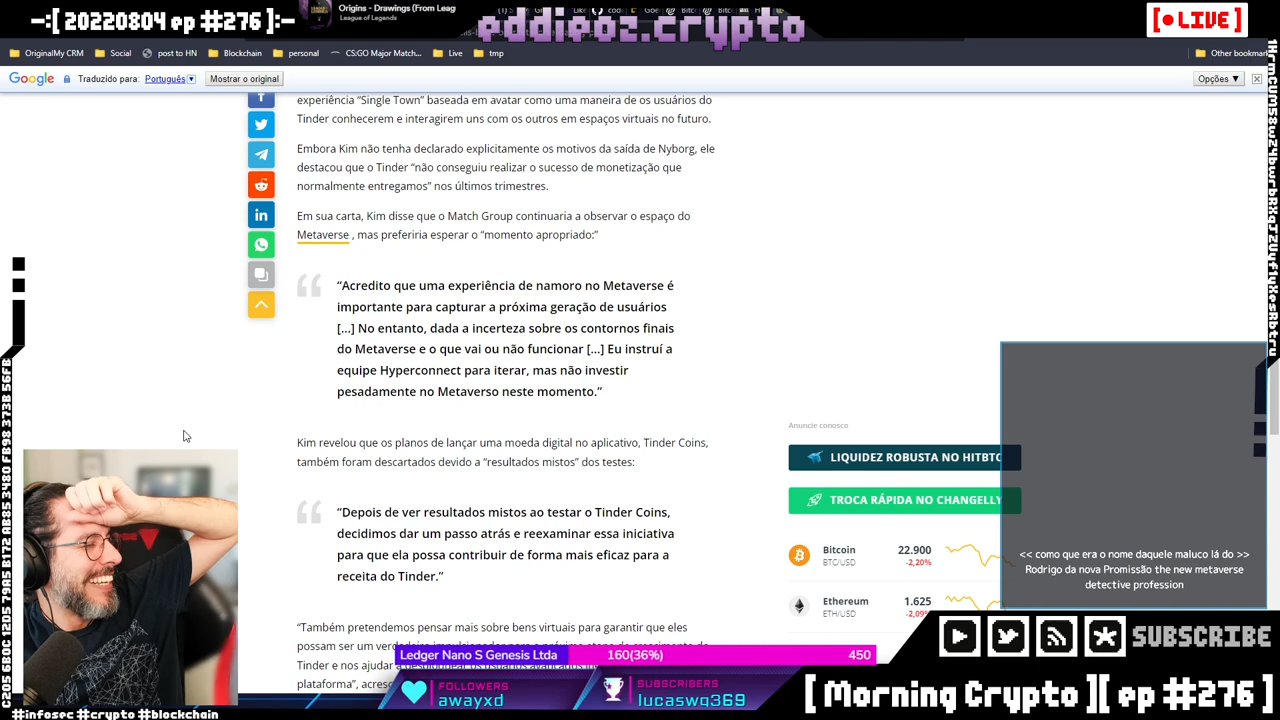 -:[ 20220804 ep #276 ]:-
Origins - Drawings (From Leag
League of Legends
eddieoz.crypto
[ • LIVE ]
OriginalMy CRM
Social
post to HN
Blockchain
personal
CS:GO Major Match...
Live
tmp
Other bookmar
Google
Traduzido para: Português
Mostrar o original
Opções ▼
experiência “Single Town” baseada em avatar como uma maneira de os usuários do
Tinder conhecerem e interagirem uns com os outros em espaços virtuais no futuro.
Embora Kim não tenha declarado explicitamente os motivos da saída de Nyborg, ele
destacou que o Tinder “não conseguiu realizar o sucesso de monetização que
normalmente entregamos” nos últimos trimestres.
Em sua carta, Kim disse que o Match Group continuaria a observar o espaço do
Metaverse , mas preferiria esperar o “momento apropriado:”
“Acredito que uma experiência de namoro no Metaverse é
importante para capturar a próxima geração de usuários
[...] No entanto, dada a incerteza sobre os contornos finais
do Metaverse e o que vai ou não funcionar [...] Eu instruí a
equipe Hyperconnect para iterar, mas não investir
pesadamente no Metaverso neste momento.”
Kim revelou que os planos de lançar uma moeda digital no aplicativo, Tinder Coins,
também foram descartados devido a “resultados mistos” dos testes:
“Depois de ver resultados mistos ao testar o Tinder Coins,
decidimos dar um passo atrás e reexaminar essa iniciativa
para que ela possa contribuir de forma mais eficaz para a
receita do Tinder.”
“Também pretendemos pensar mais sobre bens virtuais para garantir que eles
possam ser um
Tinder e nos ajudar a
plataforma”,
Anuncie conosco
LIQUIDEZ ROBUSTA NO HITBTC
TROCA RÁPIDA NO CHANGELLY
Bitcoin
BTC/USD
22.900
-2,20%
Ethereum
ETH/USD
1.625
<< como que era o nome daquele maluco lá do >>
Rodrigo da nova Promissão the new metaverse
detective profession
Ledger Nano S Genesis Ltda
160(36%)
450
FOLLOWERS
awayxd
SUBSCRIBERS
lucaswg369
SUBSCRIBE
[ Morning Crypto ][ ep #276 ]
#infosec #crypto #blockchain